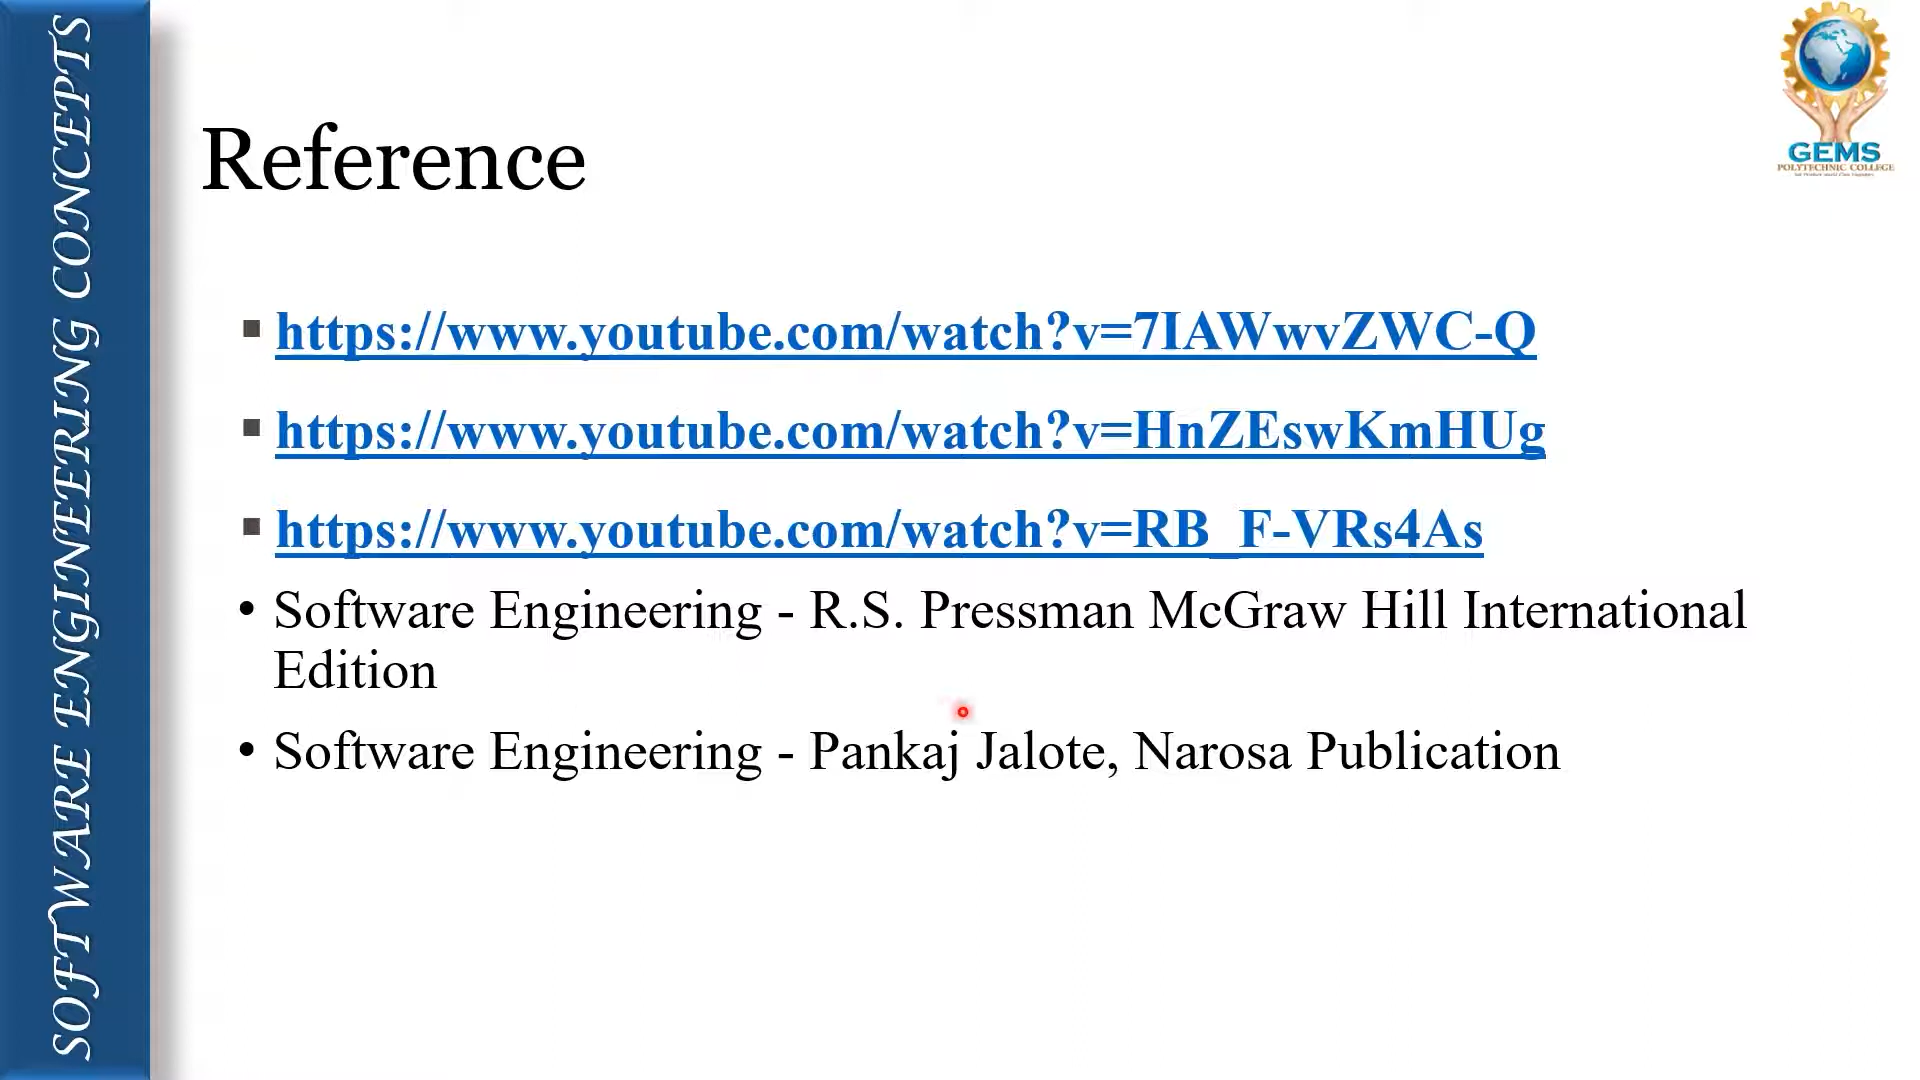 SOFTWARE ENGINEERING CONCEPTS
GEMS
POLYTECHNIC COLLEGE
Reference
▪ https://www.youtube.com/watch?v=7IAWwvZWC-Q
▪ https://www.youtube.com/watch?v=HnZEswKmHUg
▪ https://www.youtube.com/watch?v=RB_F-VRs4As
• Software Engineering - R.S. Pressman McGraw Hill International
Edition
• Software Engineering - Pankaj Jalote, Narosa Publication